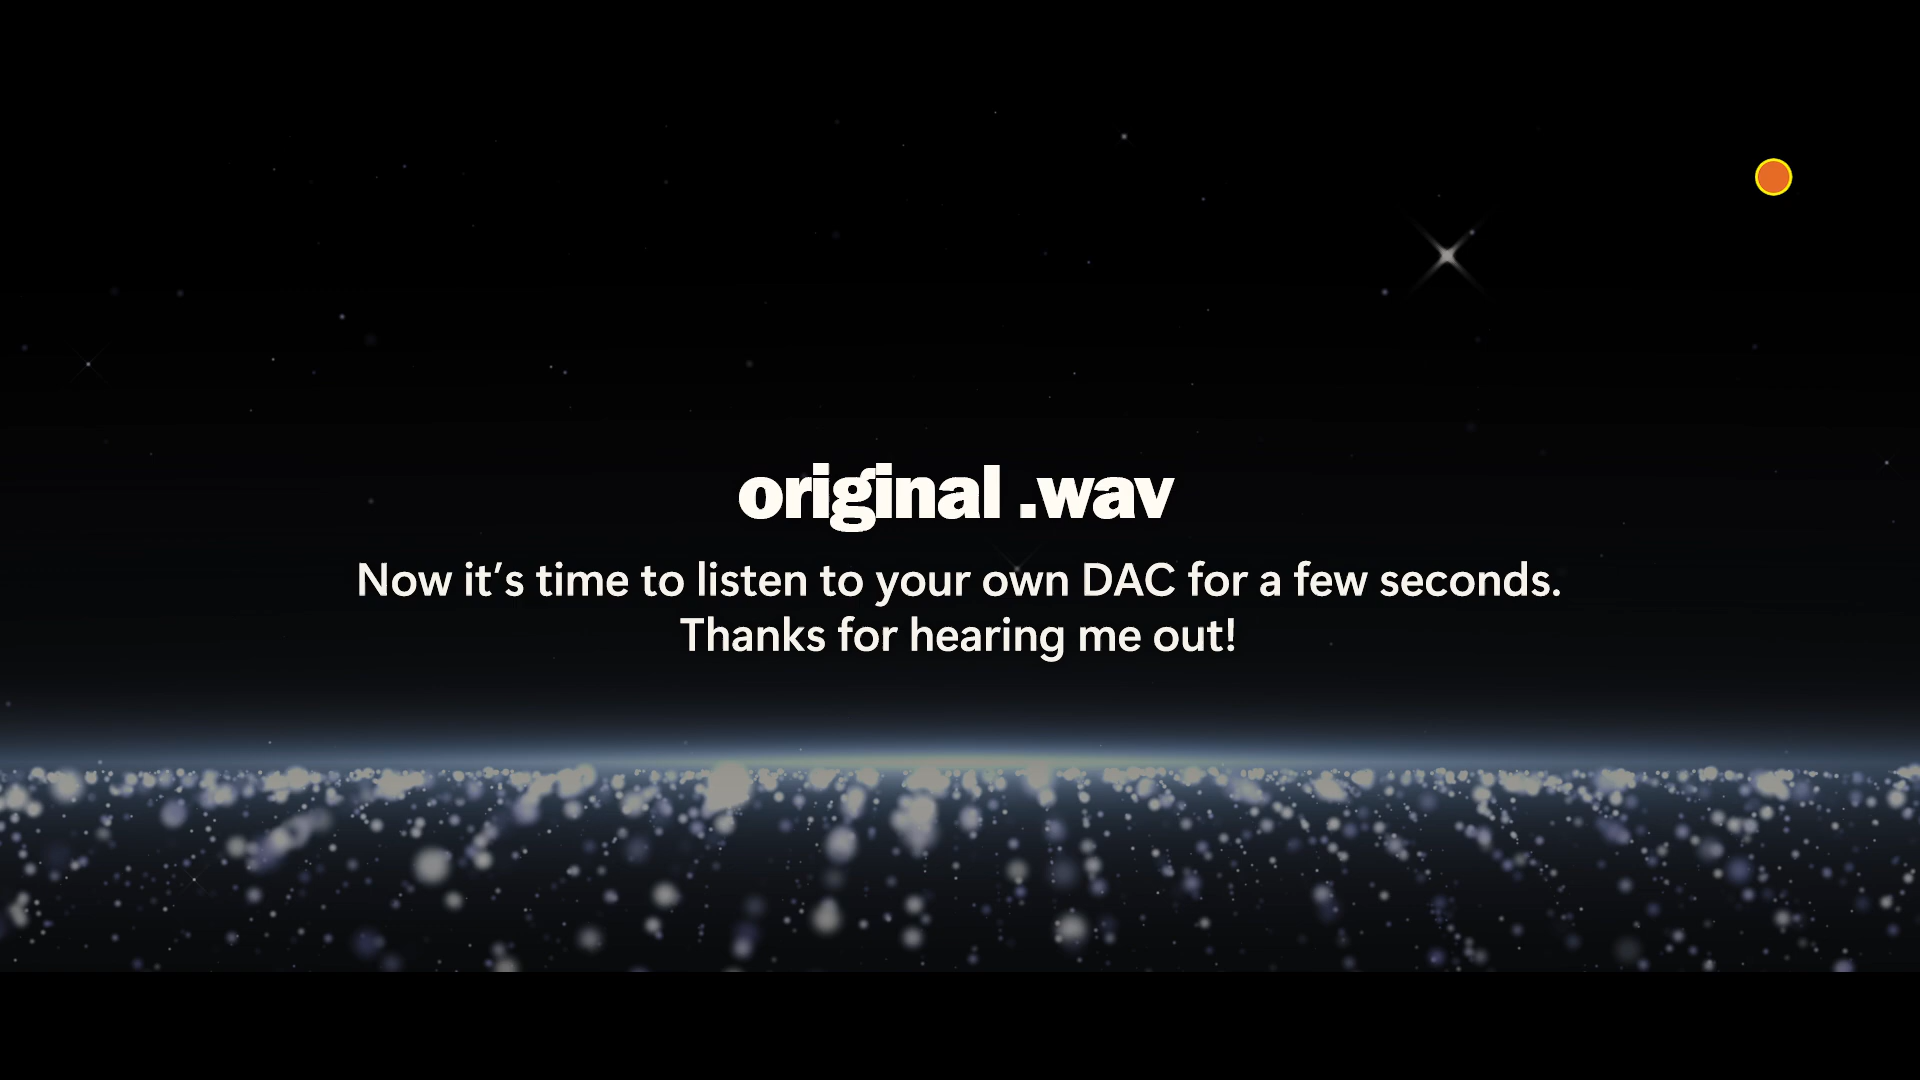 original .wav
Now it’s time to listen to your own DAC for a few seconds.
Thanks for hearing me out!